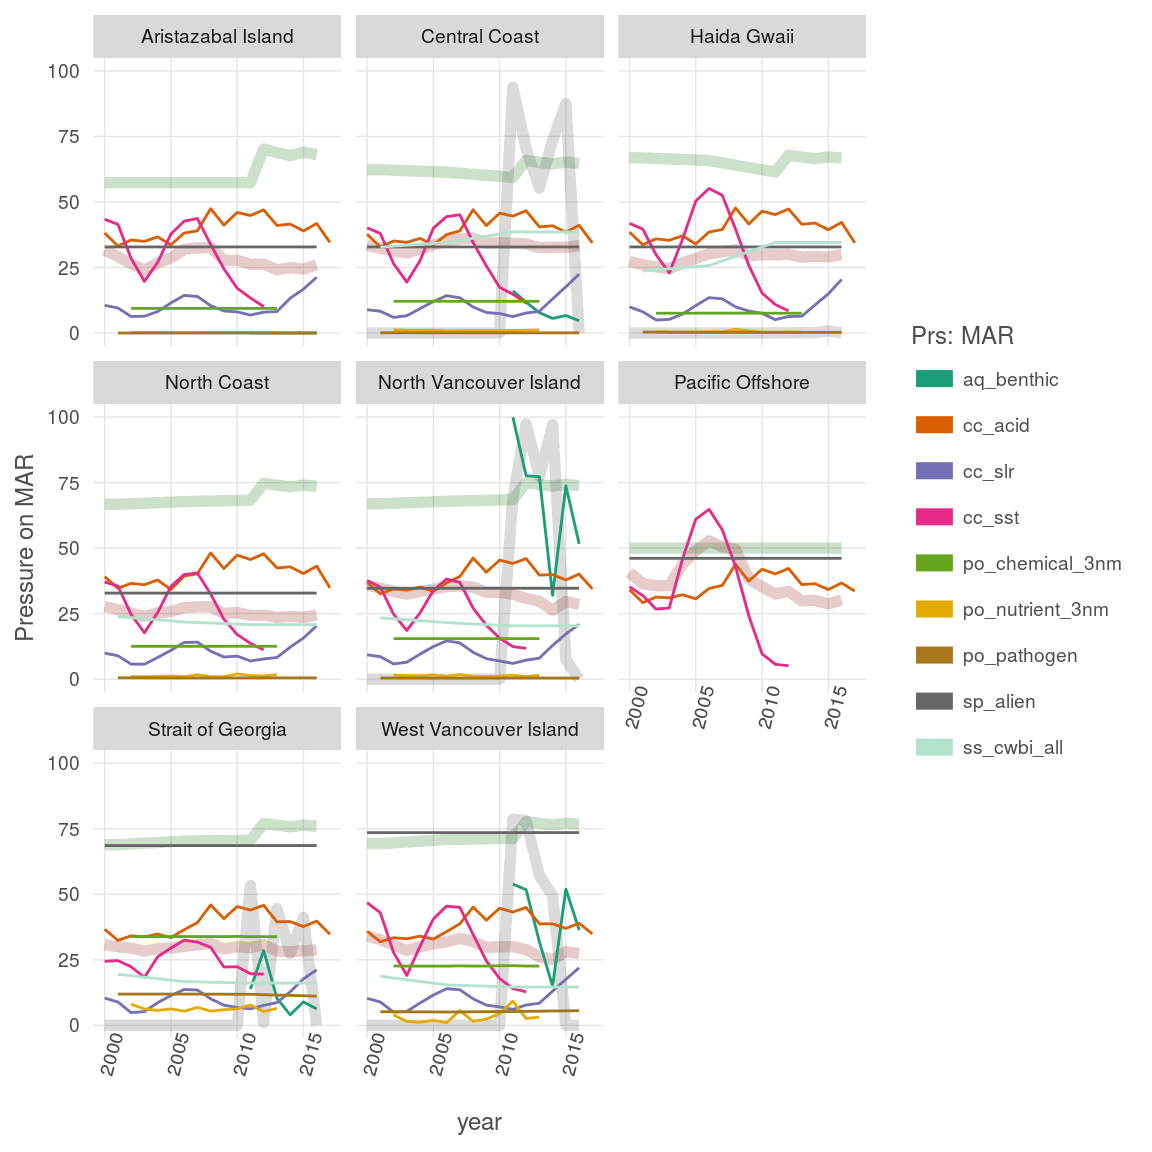 Aristazabal Island
Central Coast
Haida Gwaii
100
75
50
25
0
North Coast
North Vancouver Island
Pacific Offshore
100
75
50
25
0
2000
2005
2010
2015
Strait of Georgia
West Vancouver Island
100
75
50
25
0
2000
2005
2010
2015
2000
2005
2010
2015
Pressure on MAR
year
Prs: MAR
aq_benthic
cc_acid
cc_slr
cc_sst
po_chemical_3nm
po_nutrient_3nm
po_pathogen
sp_alien
ss_cwbi_all